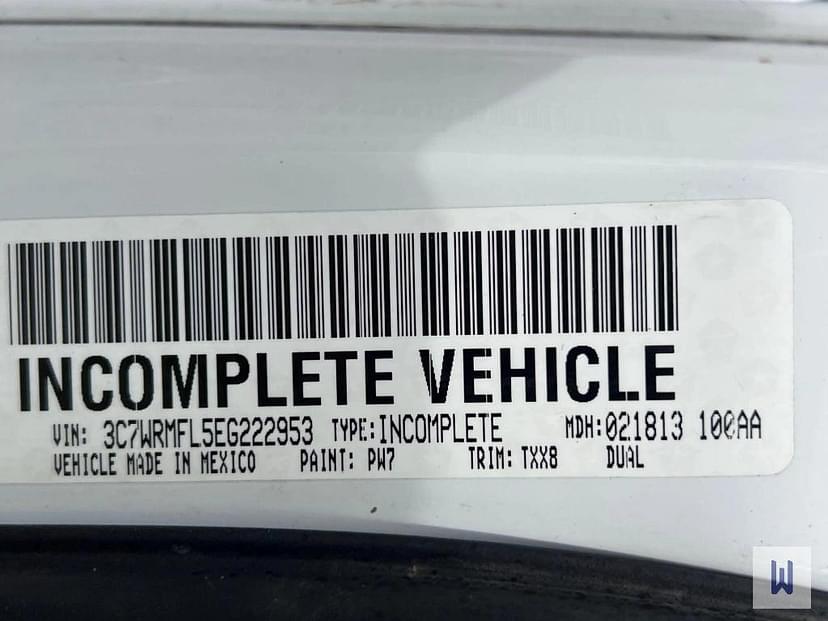 INCOMPLETE VEHICLE
VIN: 3C7WRMFL5EG222953 TYPE: INCOMPLETE MDH: 021813 100AA
VEHICLE MADE IN MEXICO PAINT: PW7 TRIM: TXX8 DUAL
W